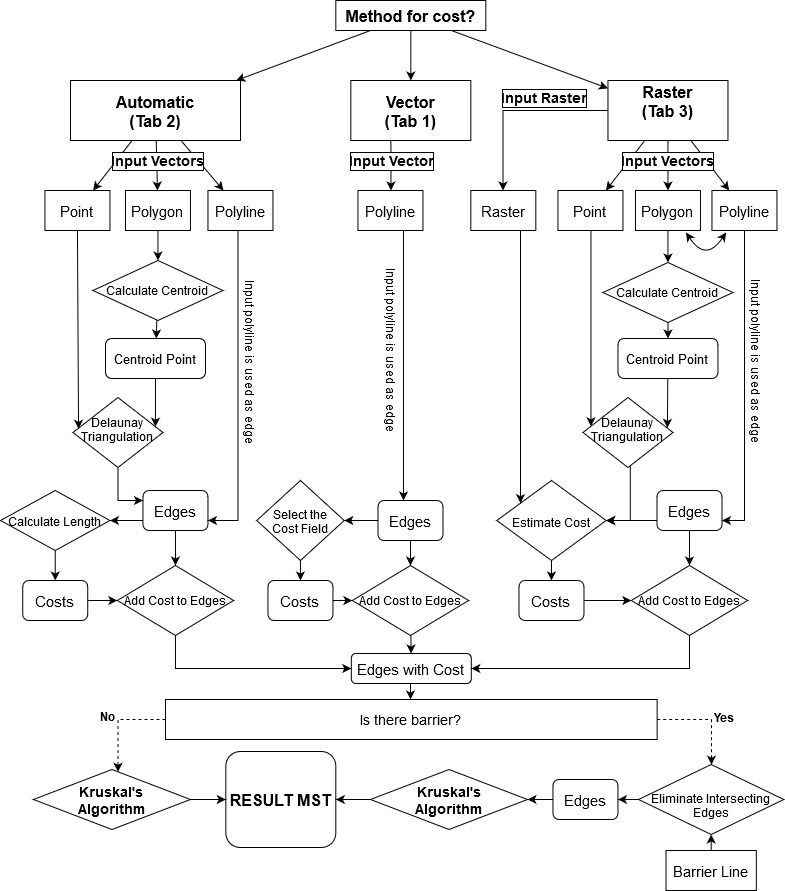 Method for cost?
Automatic
(Tab 2)
Vector
(Tab 1)
Raster
(Tab 3)
Input Raster
Input Vectors
Input Vector
Input Vectors
Point
Polygon
Polyline
Polyline
Raster
Point
Polygon
Polyline
Calculate Centroid
Input polyline is used as edge
Input polyline is used as edge
Calculate Centroid
Input polyline is used as edge
Centroid Point
Centroid Point
Delaunay
Triangulation
Delaunay
Triangulation
Calculate Length
Edges
Select the
Cost Field
Edges
Estimate Cost
Edges
Costs
Add Cost to Edges
Costs
Add Cost to Edges
Costs
Add Cost to Edges
Edges with Cost
Is there barrier?
No
Yes
Kruskal's
Algorithm
RESULT MST
Kruskal's
Algorithm
Edges
Eliminate Intersecting
Edges
Barrier Line